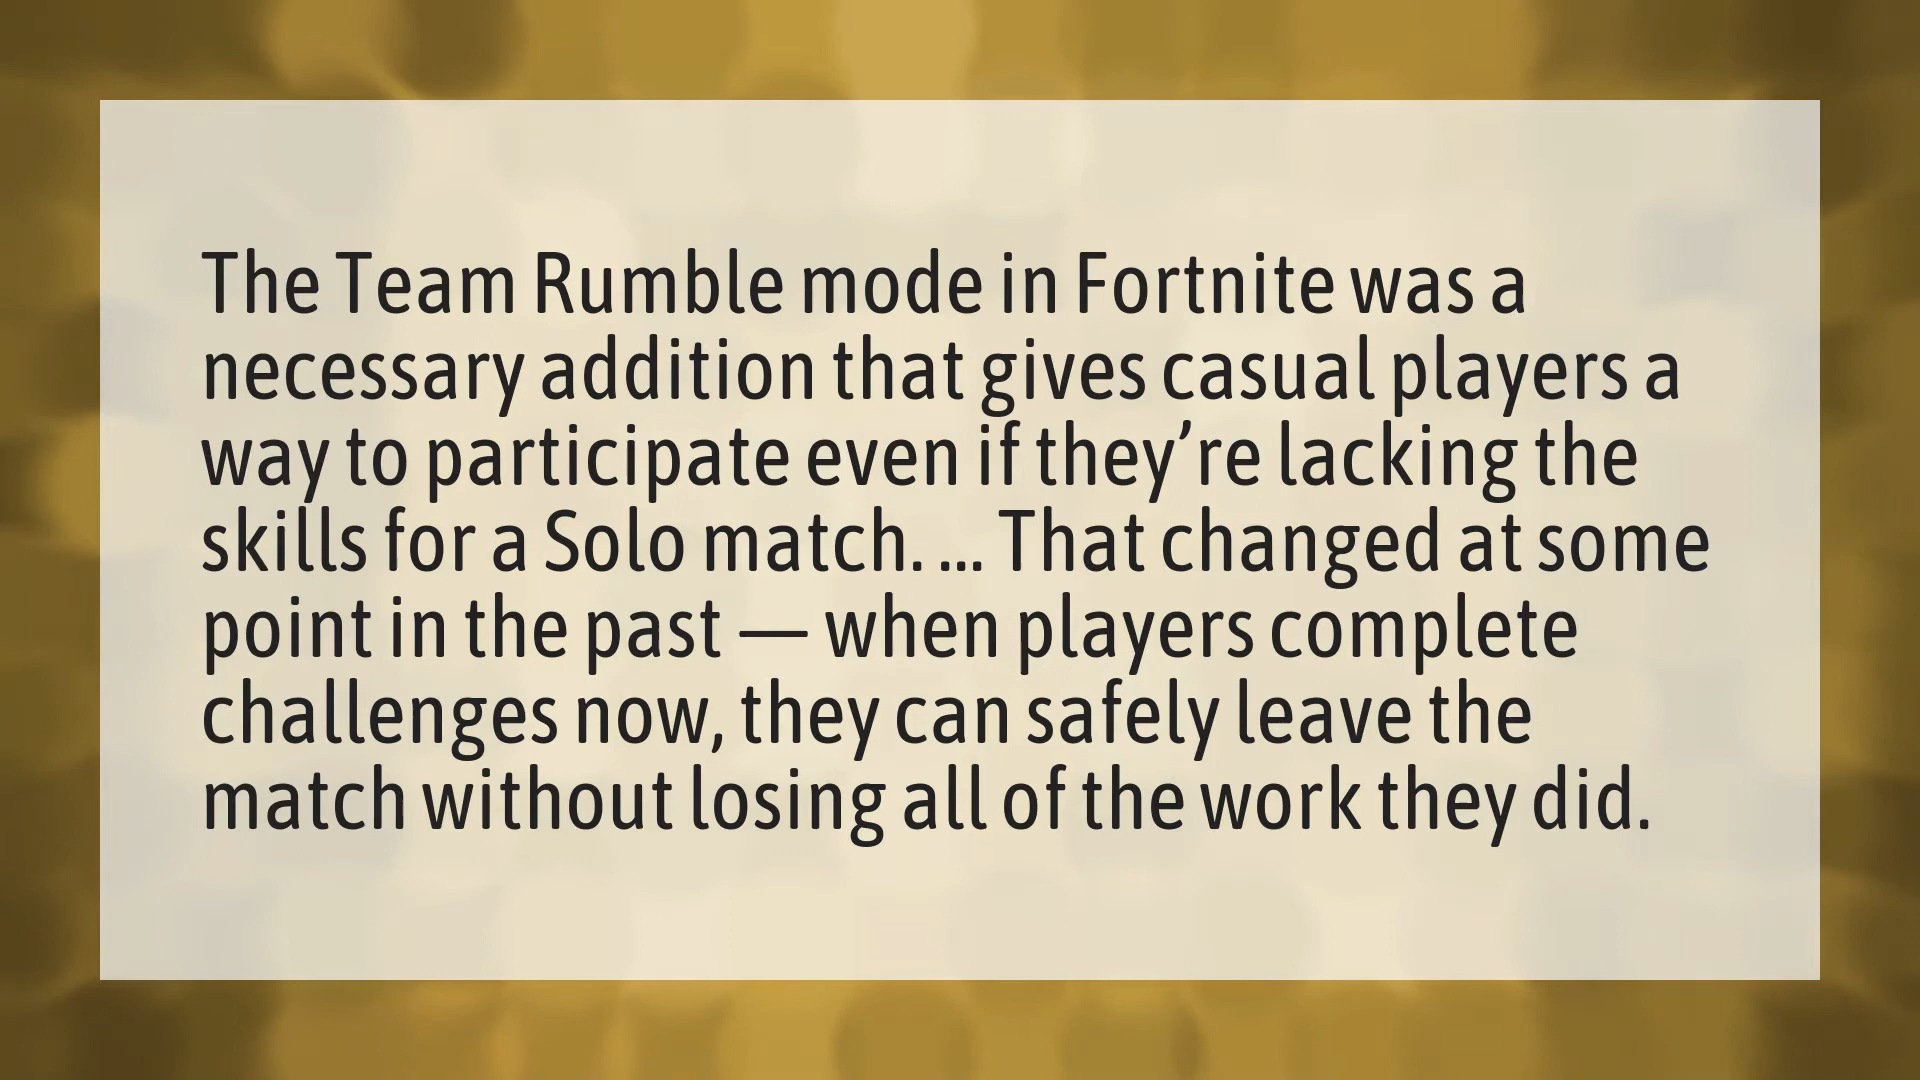 The Team Rumble mode in Fortnite was a
necessary addition that gives casual players a
way to participate even if they’re lacking the
skills for a Solo match. ... That changed at some
point in the past — when players complete
challenges now, they can safely leave the
match without losing all of the work they did.